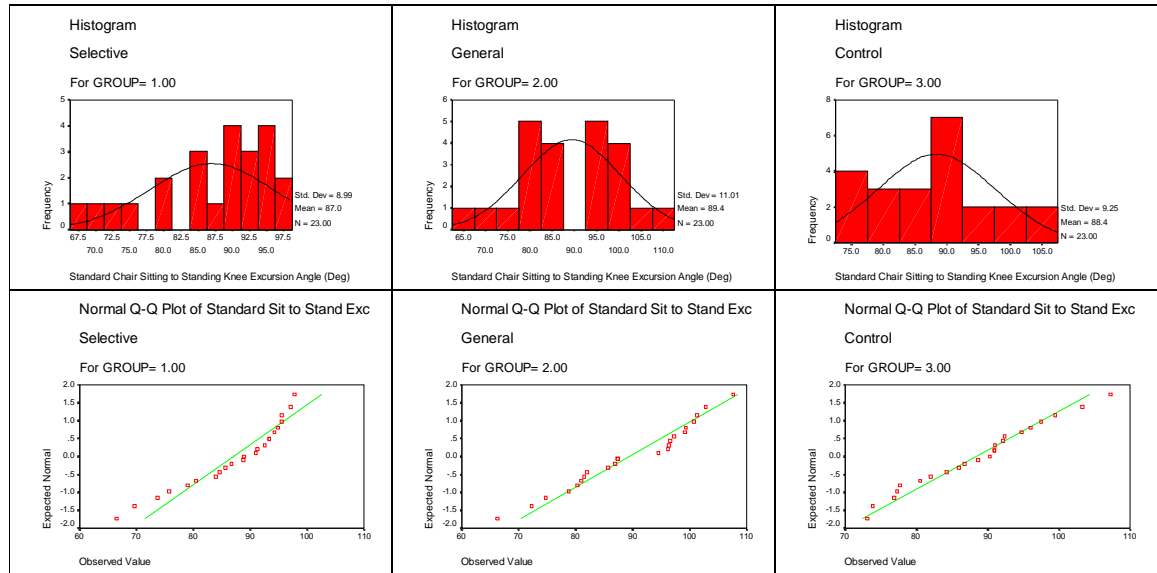 Histogram
Selective
For GROUP= 1.00
5
4
3
2
1
0
Frequency
Std. Dev = 8.99
Mean = 87.0
N = 23.00
67.5 72.5 77.5 82.5 87.5 92.5 97.5
70.0 75.0 80.0 85.0 90.0 95.0
Standard Chair Sitting to Standing Knee Excursion Angle (Deg)
Histogram
General
For GROUP= 2.00
6
5
4
3
2
1
0
Frequency
Std. Dev = 11.01
Mean = 89.4
N = 23.00
65.0 75.0 85.0 95.0 105.0
70.0 80.0 90.0 100.0 110.0
Standard Chair Sitting to Standing Knee Excursion Angle (Deg)
Histogram
Control
For GROUP= 3.00
8
6
4
2
0
Frequency
Std. Dev = 9.25
Mean = 88.4
N = 23.00
75.0 85.0 95.0 105.0
80.0 90.0 100.0
Standard Chair Sitting to Standing Knee Excursion Angle (Deg)
Normal Q-Q Plot of Standard Sit to Stand Exc
Selective
For GROUP= 1.00
2.0
1.5
1.0
.5
0.0
-.5
-1.0
-1.5
-2.0
Expected Normal
60 70 80 90 100 110
Observed Value
Normal Q-Q Plot of Standard Sit to Stand Exc
General
For GROUP= 2.00
2.0
1.5
1.0
.5
0.0
-.5
-1.0
-1.5
-2.0
Expected Normal
60 70 80 90 100 110
Observed Value
Normal Q-Q Plot of Standard Sit to Stand Exc
Control
For GROUP= 3.00
2.0
1.5
1.0
.5
0.0
-.5
-1.0
-1.5
-2.0
Expected Normal
70 80 90 100 110
Observed Value